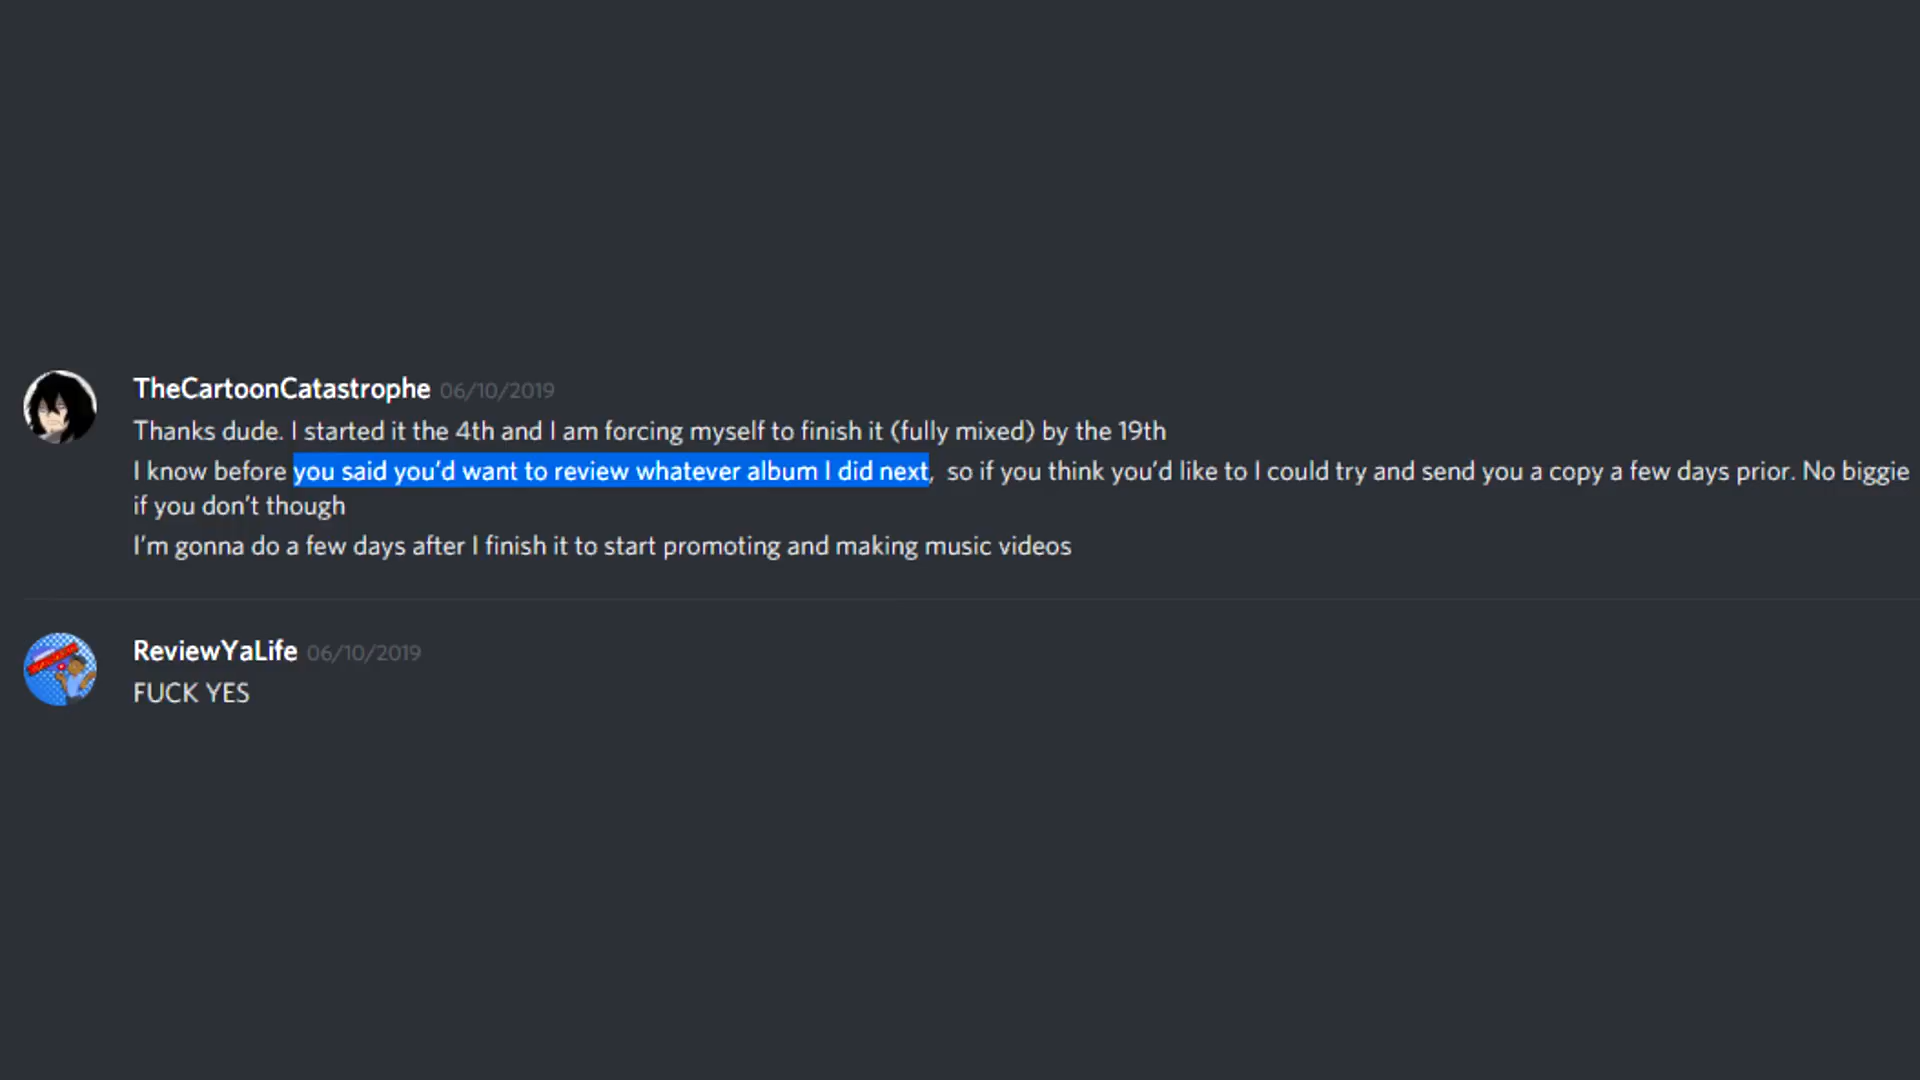 TheCartoonCatastrophe 06/10/2019
Thanks dude. I started it the 4th and I am forcing myself to finish it (fully mixed) by the 19th
I know before you said you'd want to review whatever album I did next,  so if you think you'd like to I could try and send you a copy a few days prior. No biggie
if you don't though
I'm gonna do a few days after I finish it to start promoting and making music videos
ReviewYaLife 06/10/2019
FUCK YES